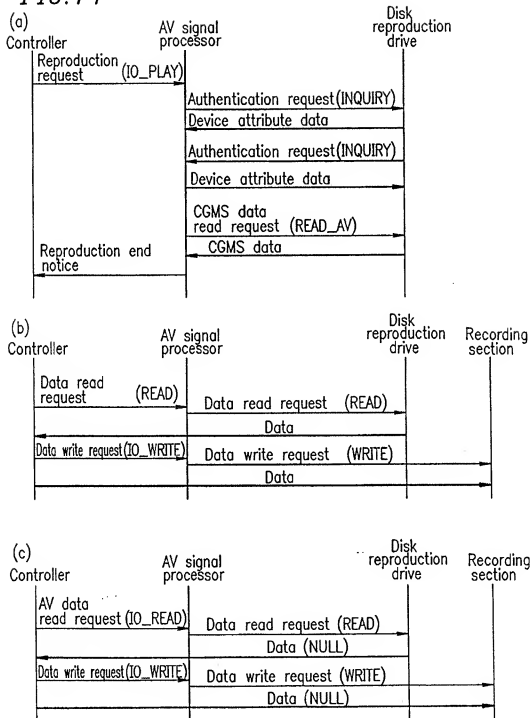 (a)
Controller
AV signal
processor
Disk
reproduction
drive
Reproduction
request (IO_PLAY)
Authentication request(INQUIRY)
Device attribute data
Authentication request(INQUIRY)
Device attribute data
CGMS data
read request (READ_AV)
CGMS data
Reproduction end
notice
(b)
Controller
AV signal
processor
Disk
reproduction
drive
Recording
section
Data read
request (READ)
Data read request (READ)
Data
Data write request(IO_WRITE)
Data write request (WRITE)
Data
(c)
Controller
AV signal
processor
Disk
reproduction
drive
Recording
section
AV data
read request(IO_READ)
Data read request (READ)
Data (NULL)
Data write request(IO_WRITE)
Data write request (WRITE)
Data (NULL)